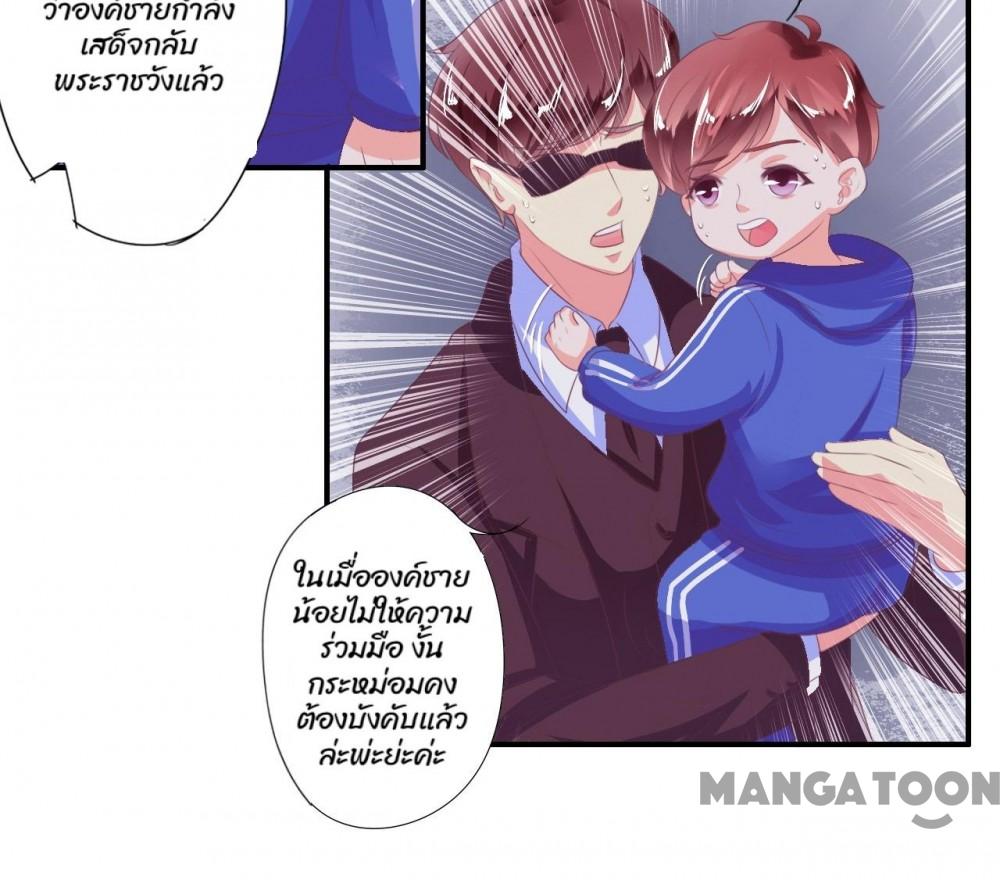 ว่าองค์ชายกำลัง
เสด็จกลับ
พระราชวังแล้ว
ในเมื่อองค์ชาย
น้อยไม่ให้ความ
ร่วมมือ งั้น
กระหม่อมคง
ต้องบังคับแล้ว
ล่ะพ่ะย่ะค่ะ
MANGATOON